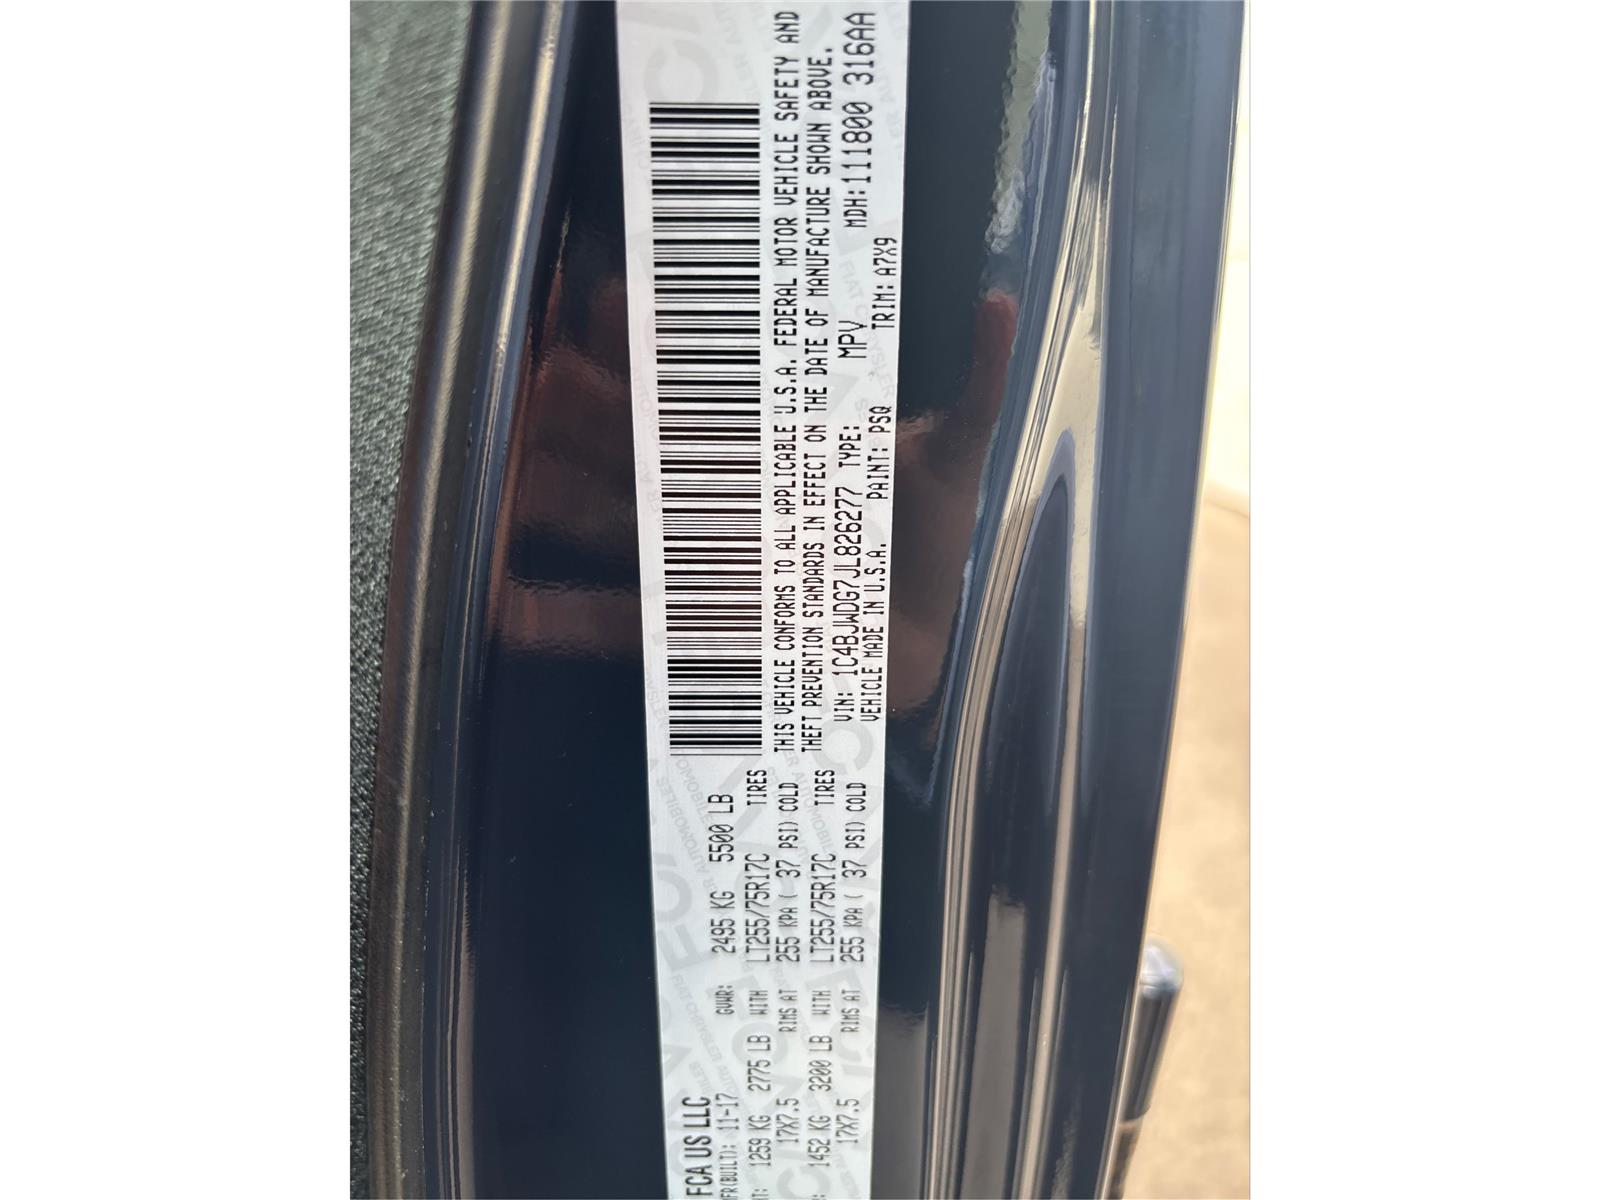 FCA US LLC
FR(BUILT): 11-17 GVWR: 2495 KG 5500 LB
1259 KG 2775 LB WITH LT255/75R17C TIRES
17X7.5 RIMS AT 255 KPA ( 37 PSI) COLD
1452 KG 3200 LB WITH LT255/75R17C TIRES
17X7.5 RIMS AT 255 KPA ( 37 PSI) COLD
THIS VEHICLE CONFORMS TO ALL APPLICABLE U.S.A. FEDERAL MOTOR VEHICLE SAFETY AND
THEFT PREVENTION STANDARDS IN EFFECT ON THE DATE OF MANUFACTURE SHOWN ABOVE.
VIN: 1C4BJWDG7JL826277 TYPE: MPV MDH:111800 316AA
VEHICLE MADE IN U.S.A. PAINT: PSQ TRIM: A7X9